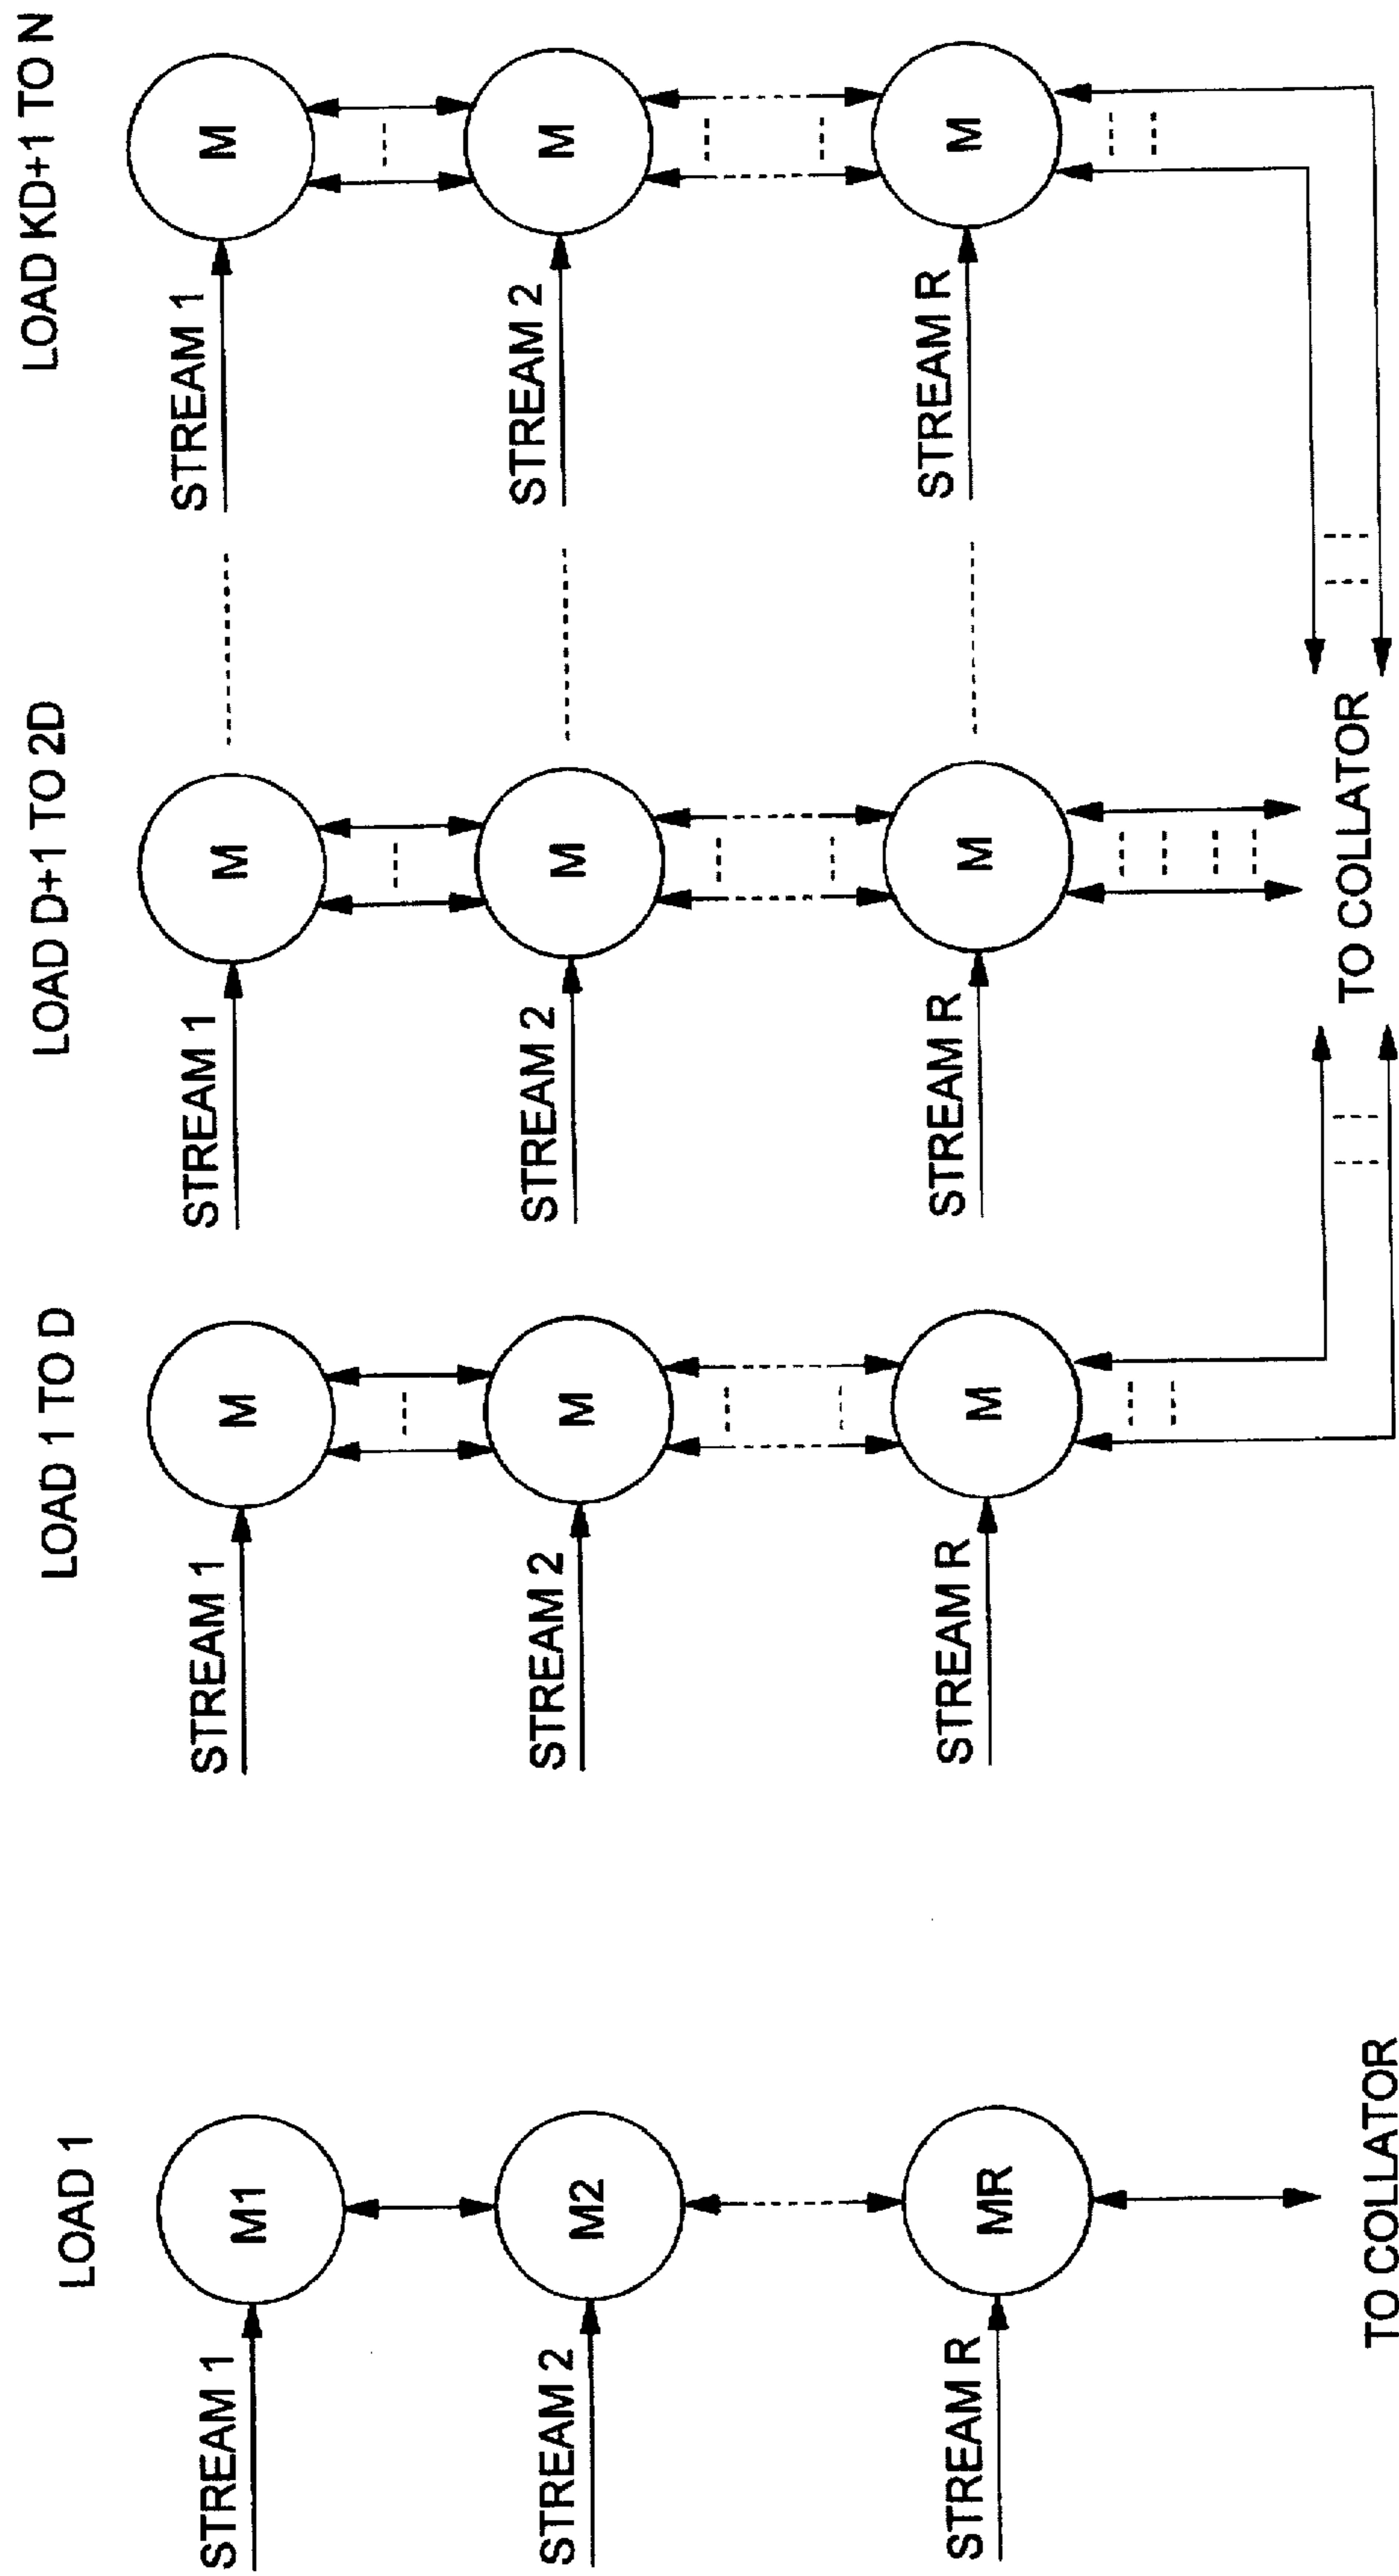 LOAD 1
STREAM 1
M1
STREAM 2
M2
STREAM R
MR
TO COLLATOR
LOAD 1 TO D
STREAM 1
M
STREAM 2
M
STREAM R
M
LOAD D+1 TO 2D
STREAM 1
M
STREAM 2
M
STREAM R
M
LOAD KD+1 TO N
STREAM 1
M
STREAM 2
M
STREAM R
M
TO COLLATOR